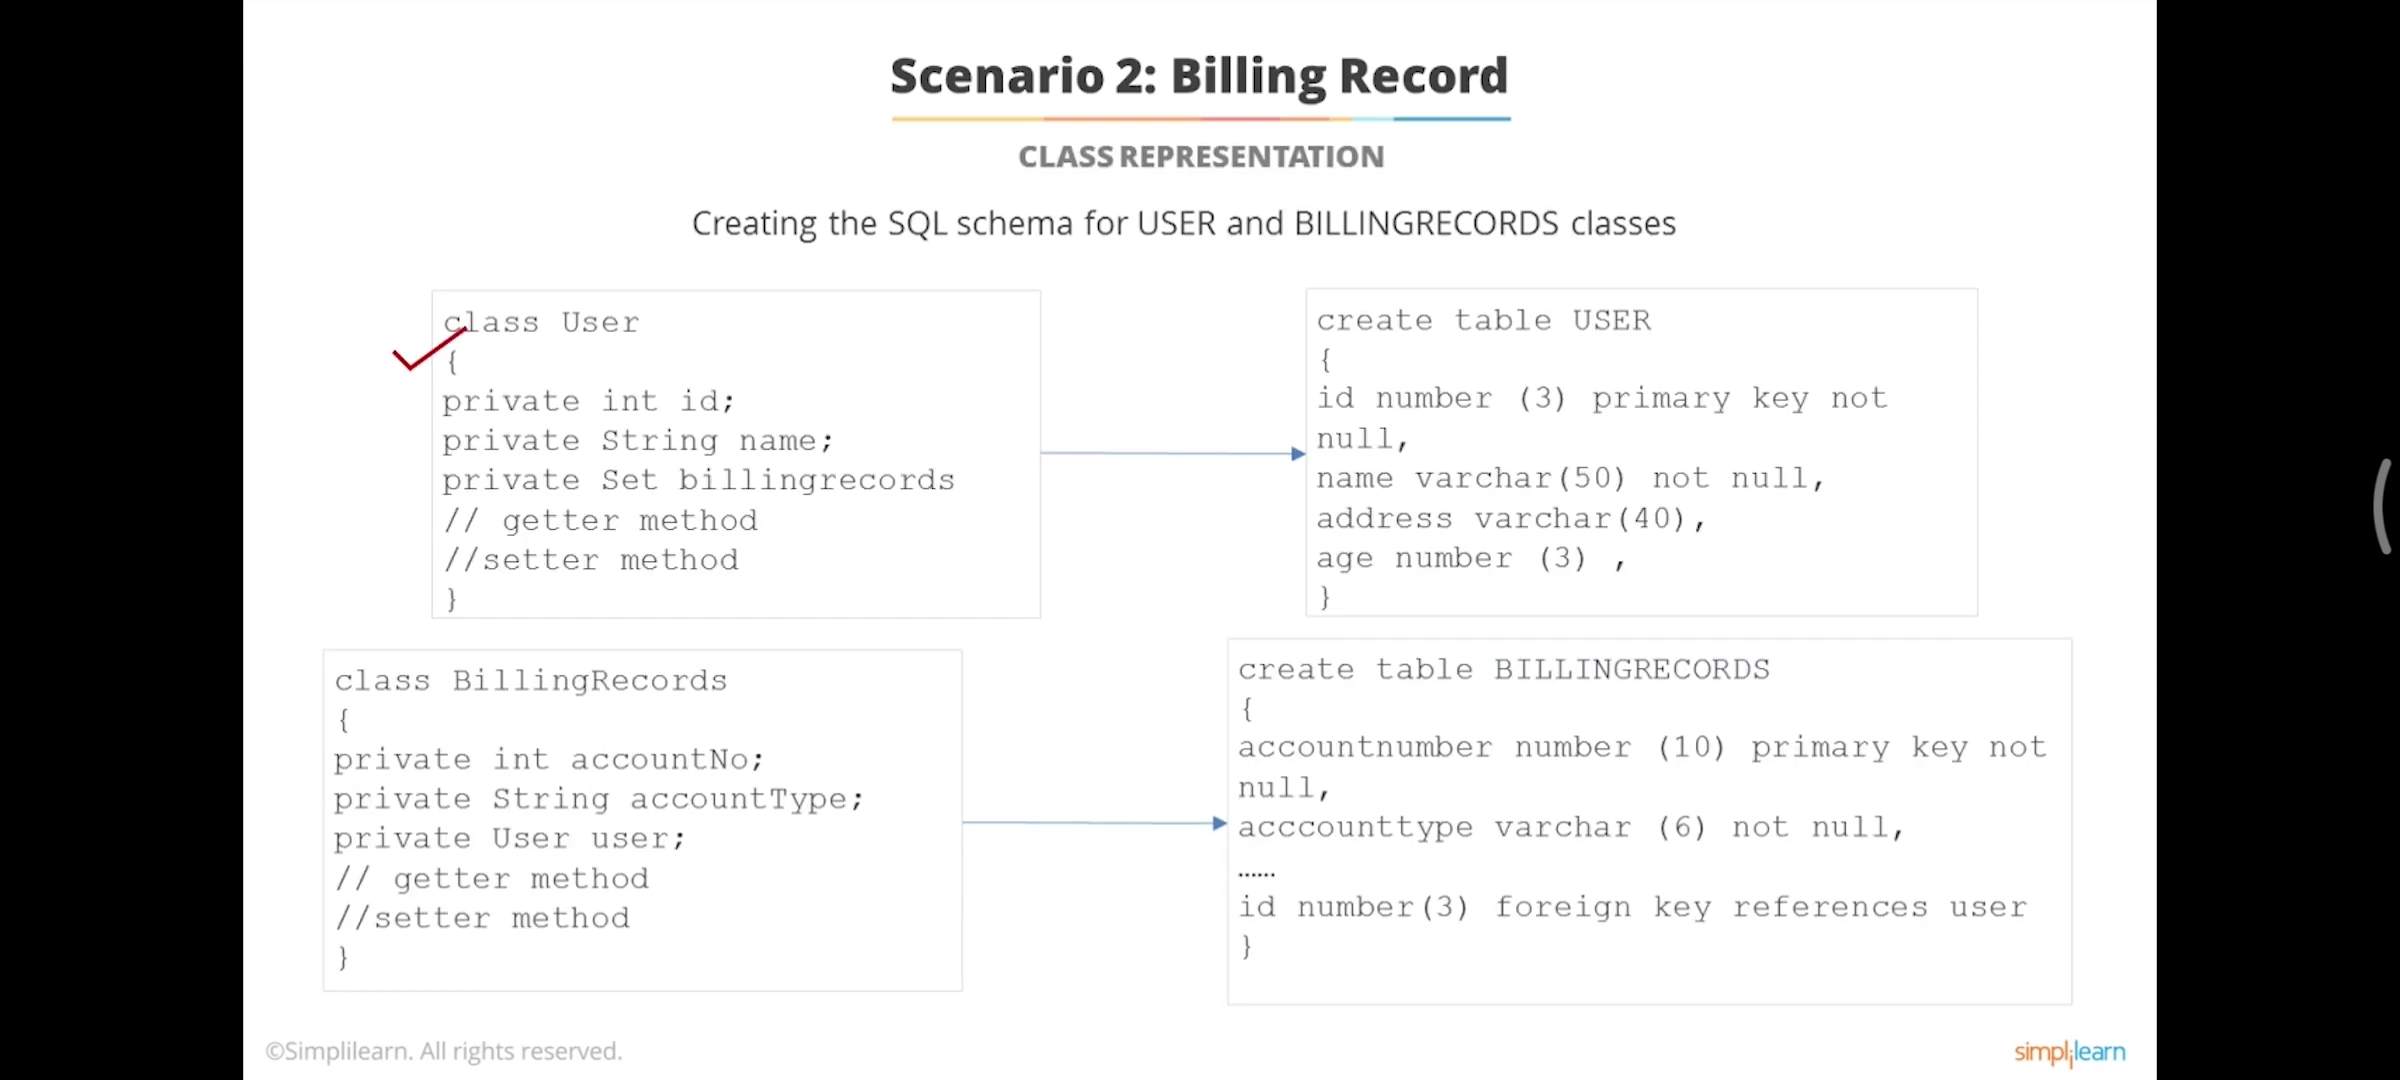 Scenario 2: Billing Record
CLASS REPRESENTATION
Creating the SQL schema for USER and BILLINGRECORDS classes
class User
{
private int id;
private String name;
private Set billingrecords
// getter method
//setter method
}
create table USER
{
id number (3) primary key not
null,
name varchar(50) not null,
address varchar(40),
age number (3) ,
}
class BillingRecords
{
private int accountNo;
private String accountType;
private User user;
// getter method
//setter method
}
create table BILLINGRECORDS
{
accountnumber number (10) primary key not
null,
acccounttype varchar (6) not null,
......
id number(3) foreign key references user
}
©Simplilearn. All rights reserved.
simplilearn